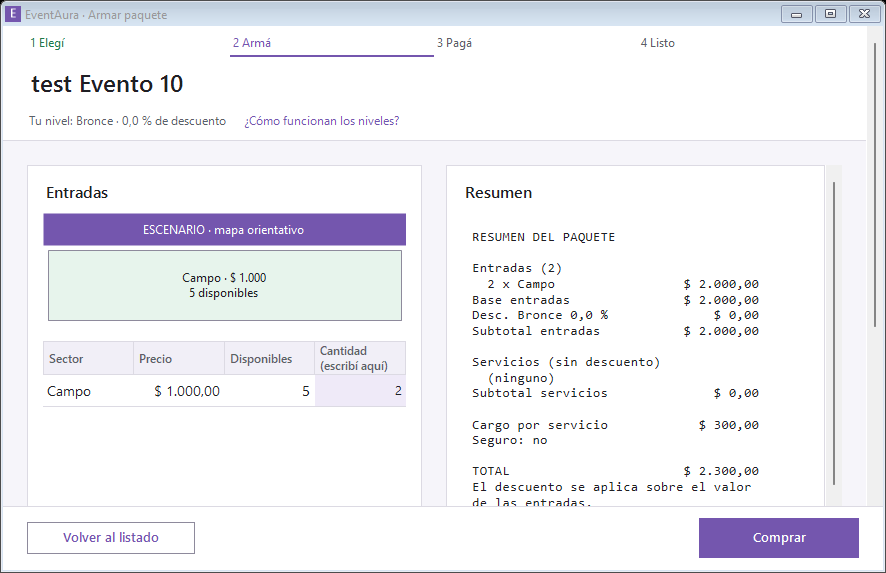 E EventAura · Armar paquete
1 Elegí
2 Armá
3 Pagá
4 Listo
test Evento 10
Tu nivel: Bronce · 0,0 % de descuento
¿Cómo funcionan los niveles?
Entradas
ESCENARIO · mapa orientativo
Campo · $ 1.000
5 disponibles
Sector Precio Disponibles Cantidad
(escribí aquí)
Campo $ 1.000,00 5 2
Resumen
RESUMEN DEL PAQUETE
Entradas (2)
2 x Campo $ 2.000,00
Base entradas $ 2.000,00
Desc. Bronce 0,0 % $ 0,00
Subtotal entradas $ 2.000,00
Servicios (sin descuento)
(ninguno)
Subtotal servicios $ 0,00
Cargo por servicio $ 300,00
Seguro: no
TOTAL $ 2.300,00
El descuento se aplica sobre el valor
de las entradas.
Volver al listado
Comprar